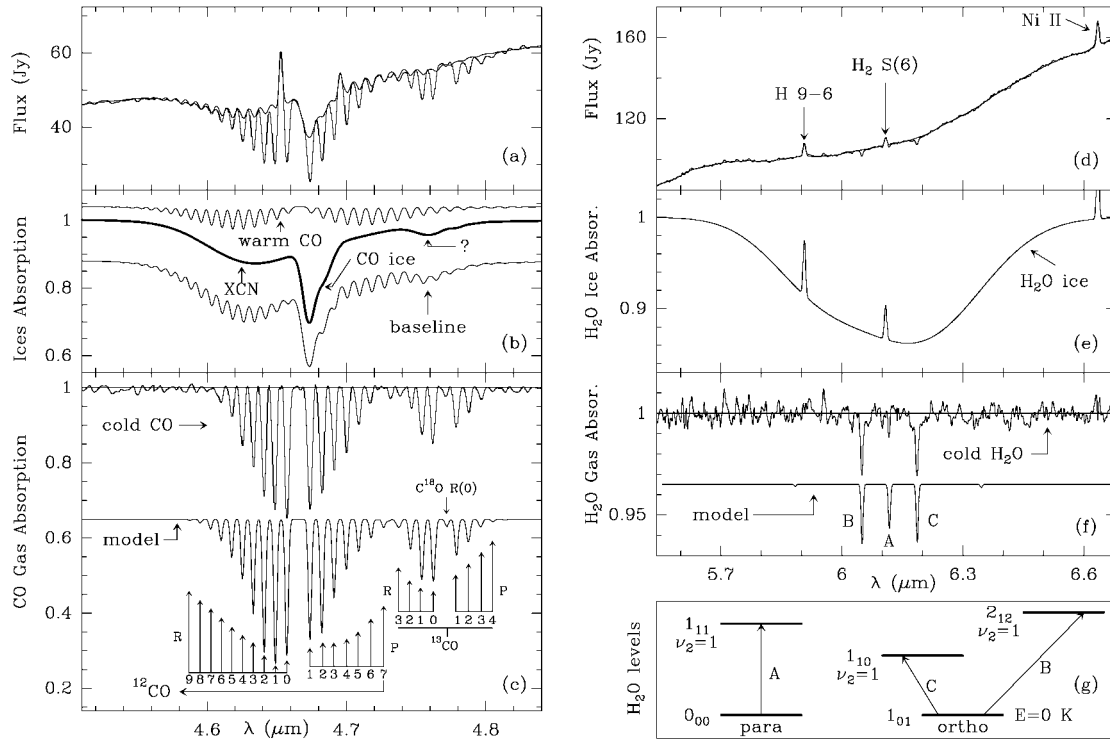 Flux (Jy)
60
40
(a)
Ices Absorption
1
0.8
0.6
warm CO
?
CO ice
XCN
baseline
(b)
CO Gas Absorption
1
0.8
0.6
0.4
0.2
cold CO
C¹⁸O R(0)
model
R P
3 2 1 0 1 2 3 4
¹³CO
R P
9 8 7 6 5 4 3 2 1 0 1 2 3 4 5 6 7
¹²CO
(c)
4.6 4.7 4.8
λ (μm)
Flux (Jy)
160
120
Ni II
H₂ S(6)
H 9−6
(d)
H₂O Ice Absor.
1
0.9
H₂O ice
(e)
H₂O Gas Absor.
1
0.95
cold H₂O
model
B
A
C
(f)
5.7 6 6.3 6.6
λ (μm)
H₂O levels
1₁₁
ν₂=1
A
0₀₀
para
2₁₂
ν₂=1
1₁₀
ν₂=1
C
B
1₀₁
E=0 K
ortho
(g)